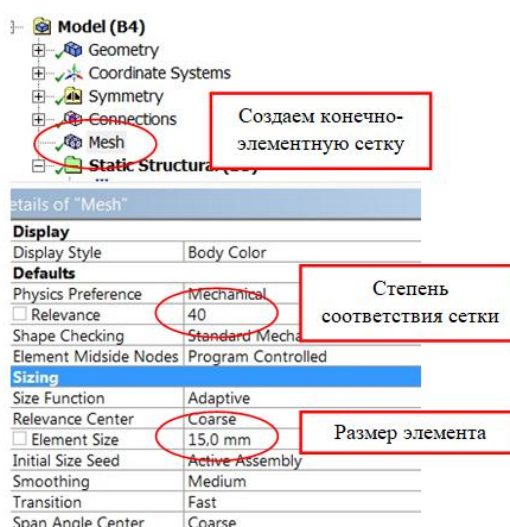 Model (B4)
Geometry
Coordinate Systems
Symmetry
Connections
Создаем конечно-
элементную сетку
Mesh
Static Structural
etails of "Mesh"
Display
Display Style Body Color
Defaults
Physics Preference Mechanical
Relevance 40
Степень
соответствия сетки
Shape Checking Standard Mecha
Element Midside Nodes Program Controlled
Sizing
Size Function Adaptive
Relevance Center Coarse
Element Size 15,0 mm
Размер элемента
Initial Size Seed Active Assembly
Smoothing Medium
Transition Fast
Span Angle Center Coarse